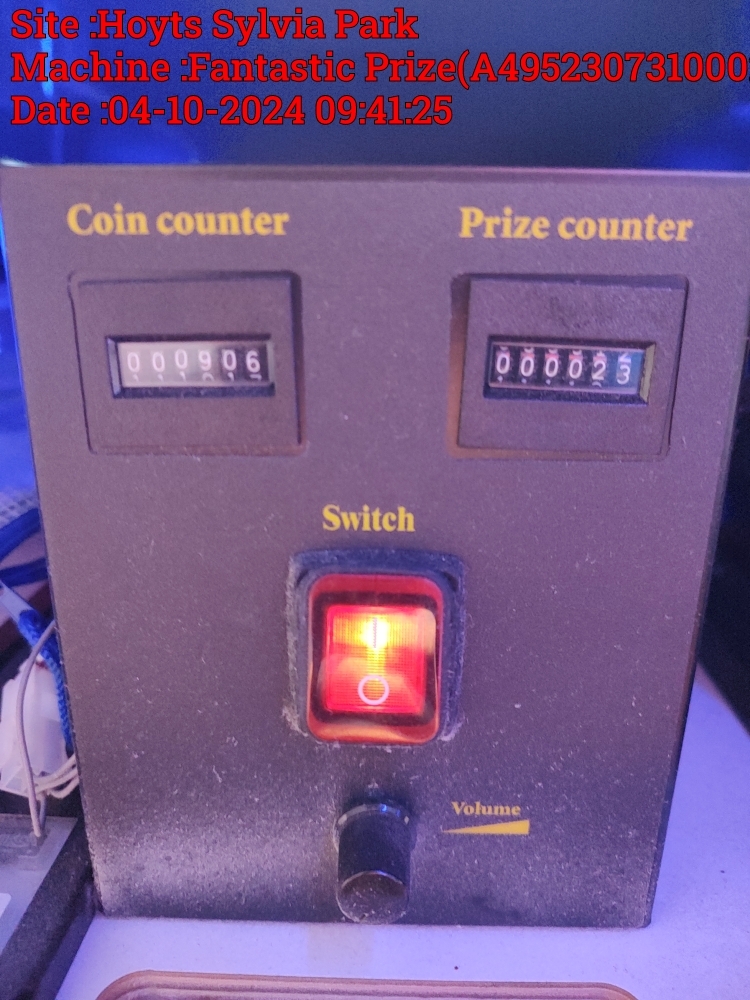 Site :Hoyts Sylvia Park
Machine :Fantastic Prize(A495230731000
Date :04-10-2024 09:41:25
Coin counter
Prize counter
000906
000023
Switch
Volume